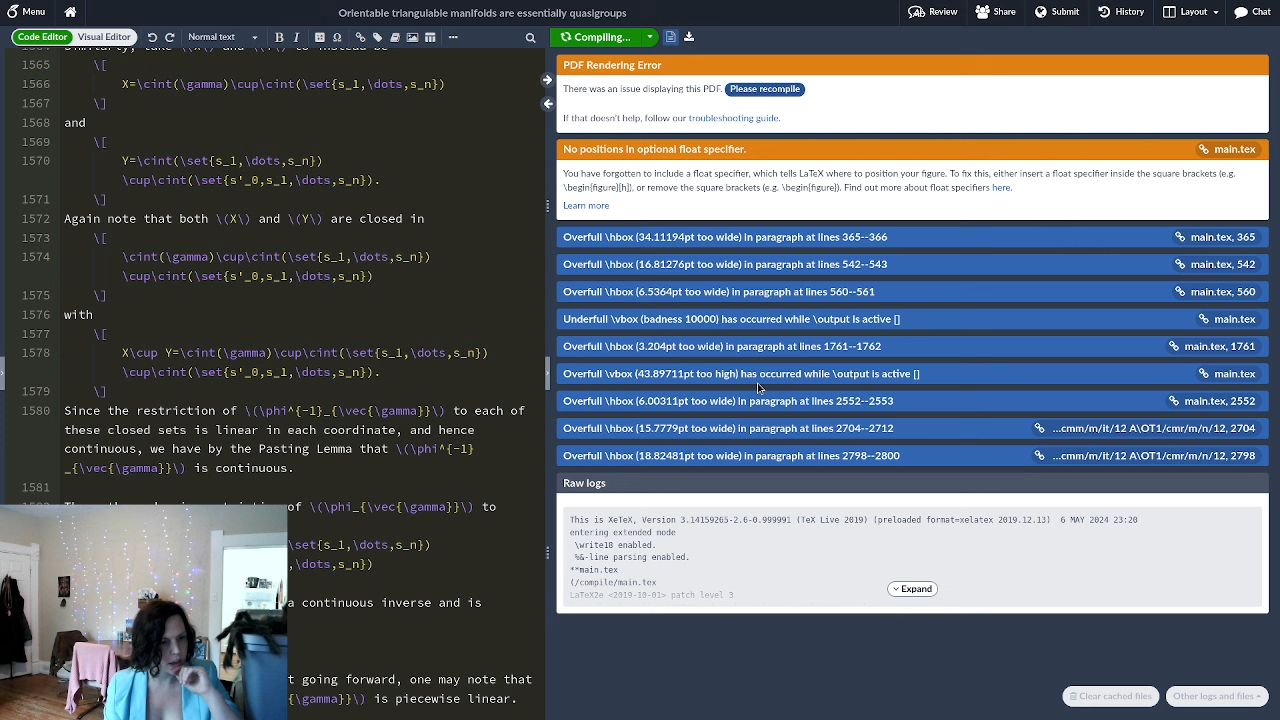 Menu
Orientable triangulable manifolds are essentially quasigroups
Review
Share
Submit
History
Layout
Chat
Code Editor
Visual Editor
Normal text
Compiling...
1565 \[
1566 X=\cint(\gamma)\cup\cint(\set{s_1,\dots,s_n})
1567 \]
1568 and
1569 \[
1570 Y=\cint(\set{s_1,\dots,s_n})
\cup\cint(\set{s'_0,s_1,\dots,s_n}).
1571 \]
1572 Again note that both \(X\) and \(Y\) are closed in
1573 \[
1574 \cint(\gamma)\cup\cint(\set{s_1,\dots,s_n})
\cup\cint(\set{s'_0,s_1,\dots,s_n})
1575 \]
1576 with
1577 \[
1578 X\cup Y=\cint(\gamma)\cup\cint(\set{s_1,\dots,s_n})
\cup\cint(\set{s'_0,s_1,\dots,s_n}).
1579 \]
1580 Since the restriction of \(\phi^{-1}_{\vec{\gamma}}\) to each of
these closed sets is linear in each coordinate, and hence
continuous, we have by the Pasting Lemma that \(\phi^{-1}
_{\vec{\gamma}}\) is continuous.
1581
\set{s_1,\dots,s_n})
_0,s_1,\dots,s_n})
a continuous inverse and is
t going forward, one may note that
{\gamma}}\) is piecewise linear.
PDF Rendering Error
There was an issue displaying this PDF. Please recompile
If that doesn't help, follow our troubleshooting guide.
No positions in optional float specifier.
main.tex
You have forgotten to include a float specifier, which tells LaTeX where to position your figure. To fix this, either insert a float specifier inside the square brackets (e.g.
\begin{figure}[h]), or remove the square brackets (e.g. \begin{figure}). Find out more about float specifiers here.
Learn more
Overfull \hbox (34.11194pt too wide) in paragraph at lines 365--366
main.tex, 365
Overfull \hbox (16.81276pt too wide) in paragraph at lines 542--543
main.tex, 542
Overfull \hbox (6.5364pt too wide) in paragraph at lines 560--561
main.tex, 560
Underfull \vbox (badness 10000) has occurred while \output is active []
main.tex
Overfull \hbox (3.204pt too wide) in paragraph at lines 1761--1762
main.tex, 1761
Overfull \vbox (43.89711pt too high) has occurred while \output is active []
main.tex
Overfull \hbox (6.00311pt too wide) in paragraph at lines 2552--2553
main.tex, 2552
Overfull \hbox (15.7779pt too wide) in paragraph at lines 2704--2712
...cmm/m/it/12 A\OT1/cmr/m/n/12, 2704
Overfull \hbox (18.82481pt too wide) in paragraph at lines 2798--2800
...cmm/m/it/12 A\OT1/cmr/m/n/12, 2798
Raw logs
This is XeTeX, Version 3.14159265-2.6-0.999991 (TeX Live 2019) (preloaded format=xelatex 2019.12.13) 6 MAY 2024 23:20
entering extended mode
\write18 enabled.
%&-line parsing enabled.
**main.tex
(/compile/main.tex
LaTeX2e <2019-10-01> patch level 3
Expand
Clear cached files
Other logs and files